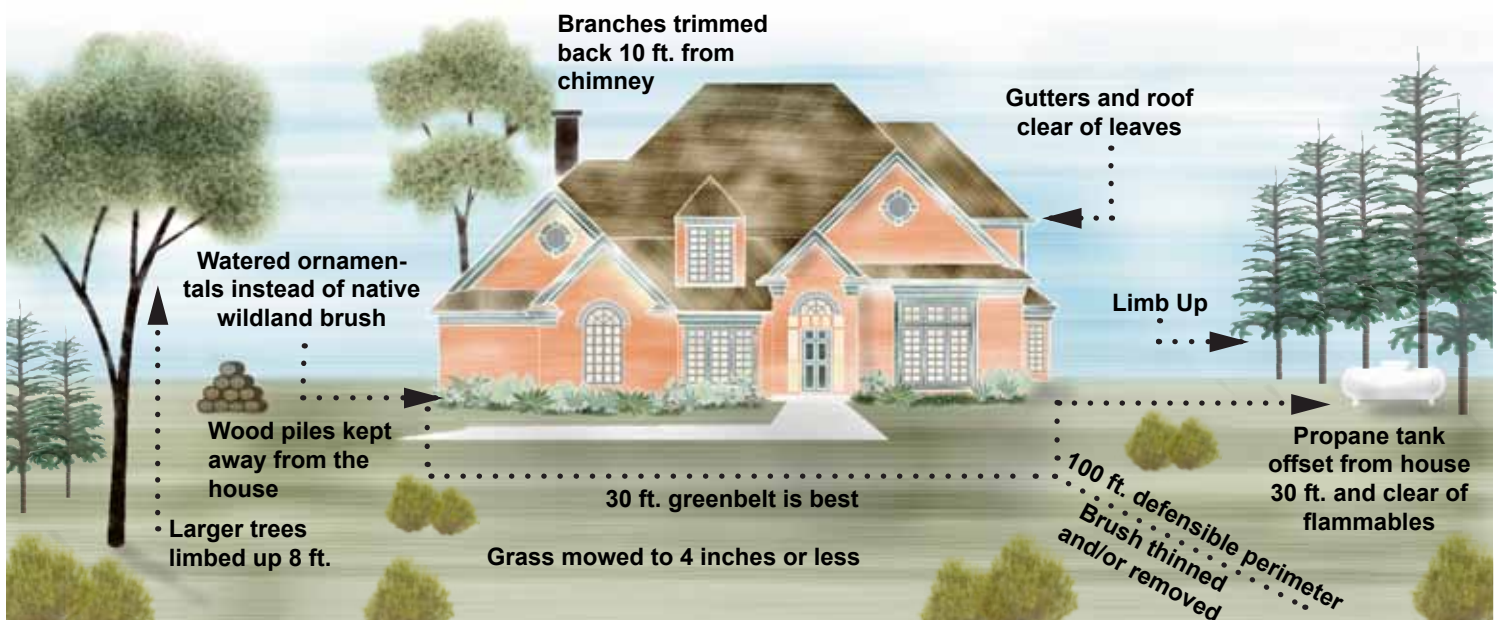 Branches trimmed
back 10 ft. from
chimney
Gutters and roof
clear of leaves
Watered ornamen-
tals instead of native
wildland brush
Limb Up
Wood piles kept
away from the
house
Larger trees
limbed up 8 ft.
30 ft. greenbelt is best
Grass mowed to 4 inches or less
100 ft. defensible perimeter
Brush thinned
and/or removed
Propane tank
offset from house
30 ft. and clear of
flammables